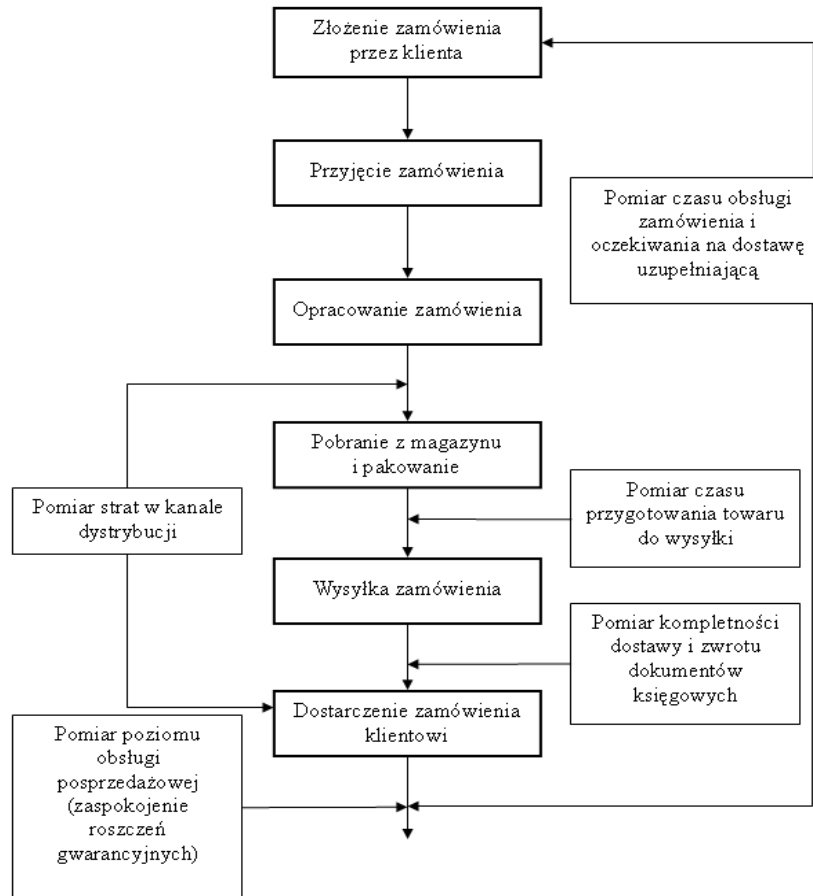 Złożenie zamówienia
przez klienta
Przyjęcie zamówienia
Pomiar czasu obsługi
zamówienia i
oczekiwania na dostawę
uzupełniającą
Opracowanie zamówienia
Pobranie z magazynu
i pakowanie
Pomiar strat w kanale
dystrybucji
Pomiar czasu
przygotowania towaru
do wysyłki
Wysyłka zamówienia
Pomiar kompletności
dostawy i zwrotu
dokumentów
księgowych
Dostarczenie zamówienia
klientowi
Pomiar poziomu
obsługi
posprzedażowej
(zaspokojenie
roszczeń
gwarancyjnych)